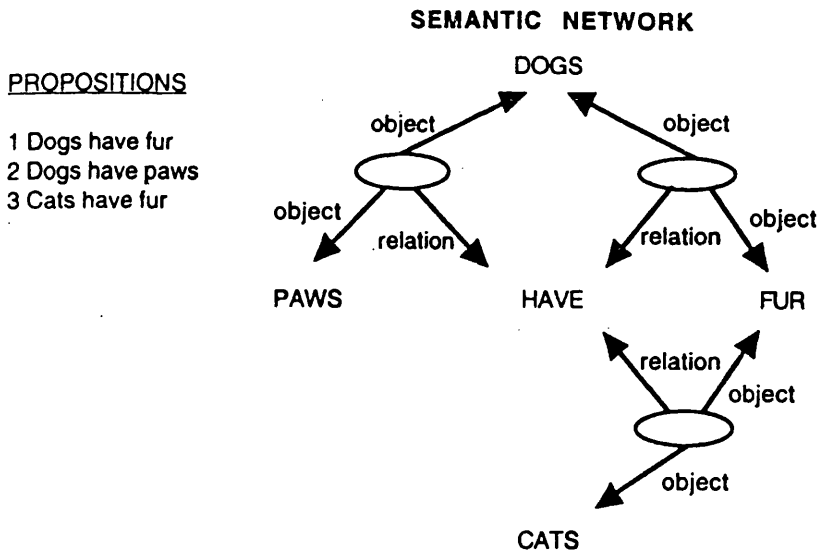 SEMANTIC NETWORK
PROPOSITIONS
1 Dogs have fur
2 Dogs have paws
3 Cats have fur
DOGS
object
object
object
relation
relation
object
PAWS
HAVE
FUR
relation
object
object
CATS